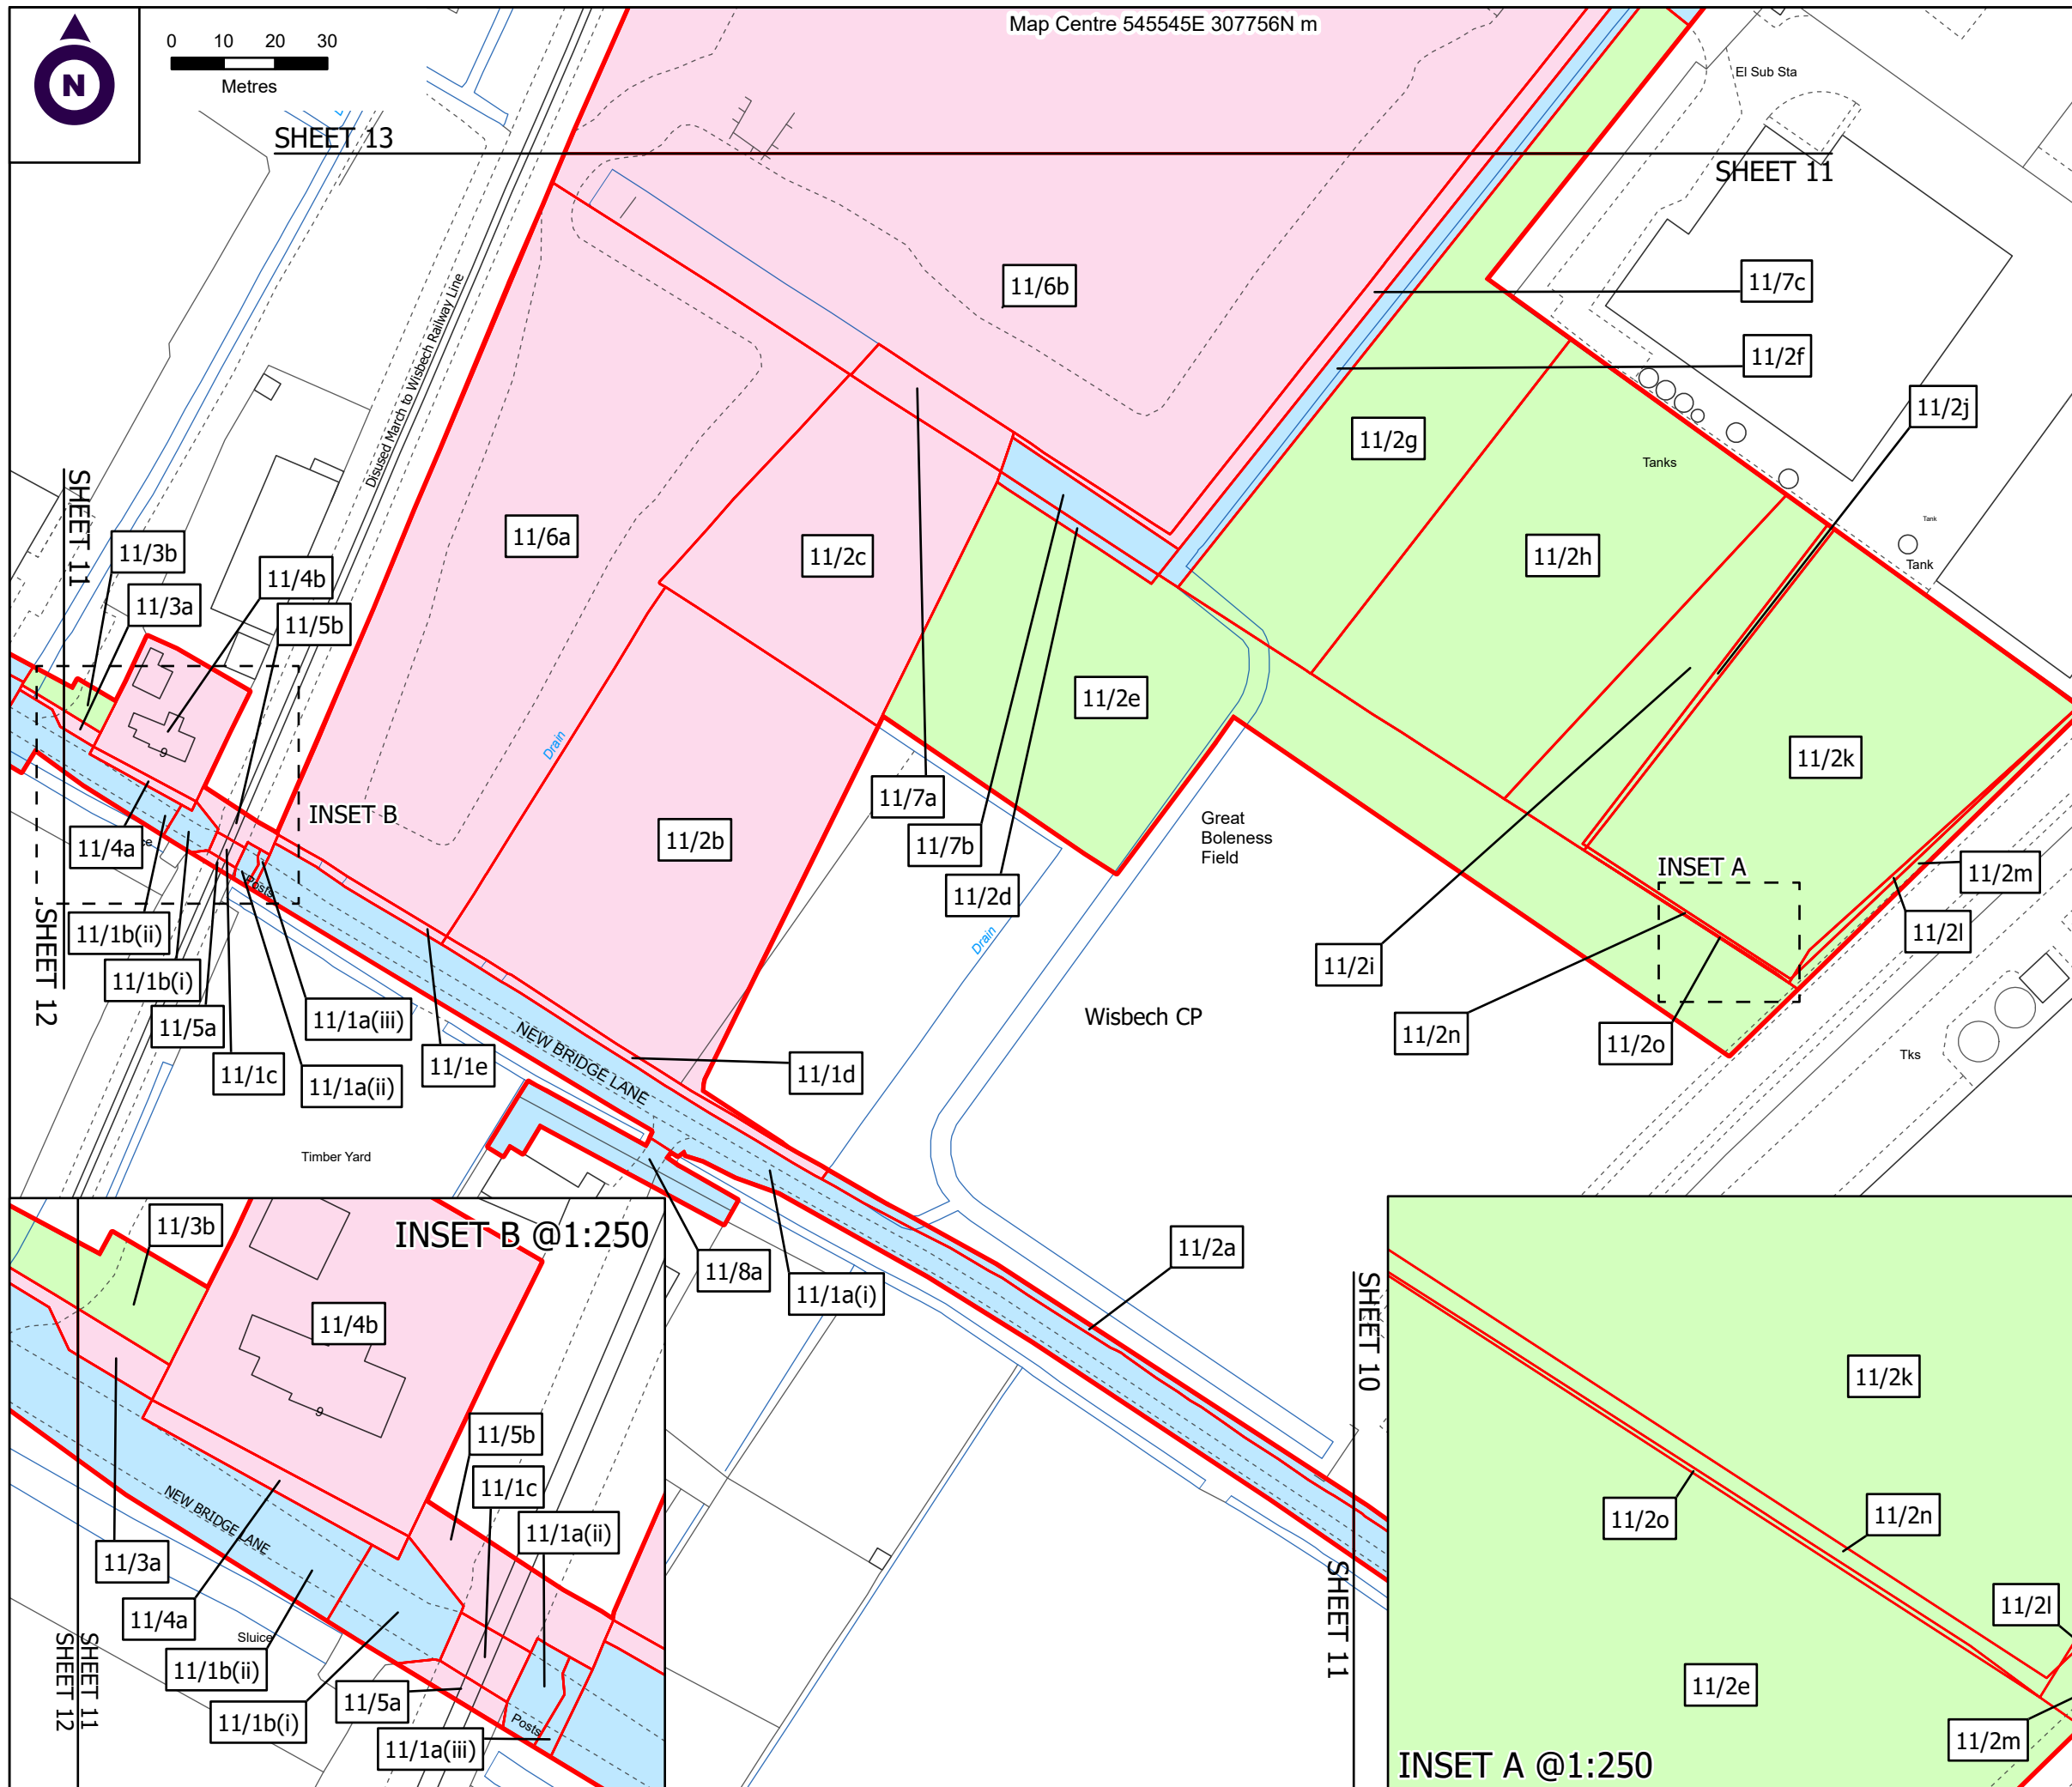 Map Centre 545545E 307756N m
N
0 10 20 30
Metres
SHEET 13
SHEET 11
El Sub Sta
Disused March to Wisbech Railway Line
11/6b
11/7c
11/2f
11/2j
11/2g
Tanks
Tank
Tank
11/2h
11/6a
11/2c
SHEET 11
11/3b
11/3a
11/4b
11/5b
11/2e
11/2k
Drain
9
INSET B
11/7a
11/7b
11/2d
11/2b
Great
Boleness
Field
INSET A
11/2m
11/2l
11/4a
ce
Posts
SHEET 12
11/1b(ii)
11/1b(i)
11/5a
11/1c
11/1a(iii)
11/1a(ii)
11/1e
Drain
11/2i
11/2n
11/2o
Wisbech CP
Tks
NEW BRIDGE LANE
11/1d
Timber Yard
11/8a
11/1a(i)
11/2a
SHEET 10
SHEET 11
INSET B @1:250
11/3b
11/4b
9
11/5b
11/1c
11/1a(ii)
NEW BRIDGE LANE
11/3a
11/4a
Sluice
11/1b(ii)
11/1b(i)
11/5a
11/1a(iii)
Posts
SHEET 11
SHEET 12
11/2k
11/2o
11/2n
11/2l
11/2e
11/2m
INSET A @1:250